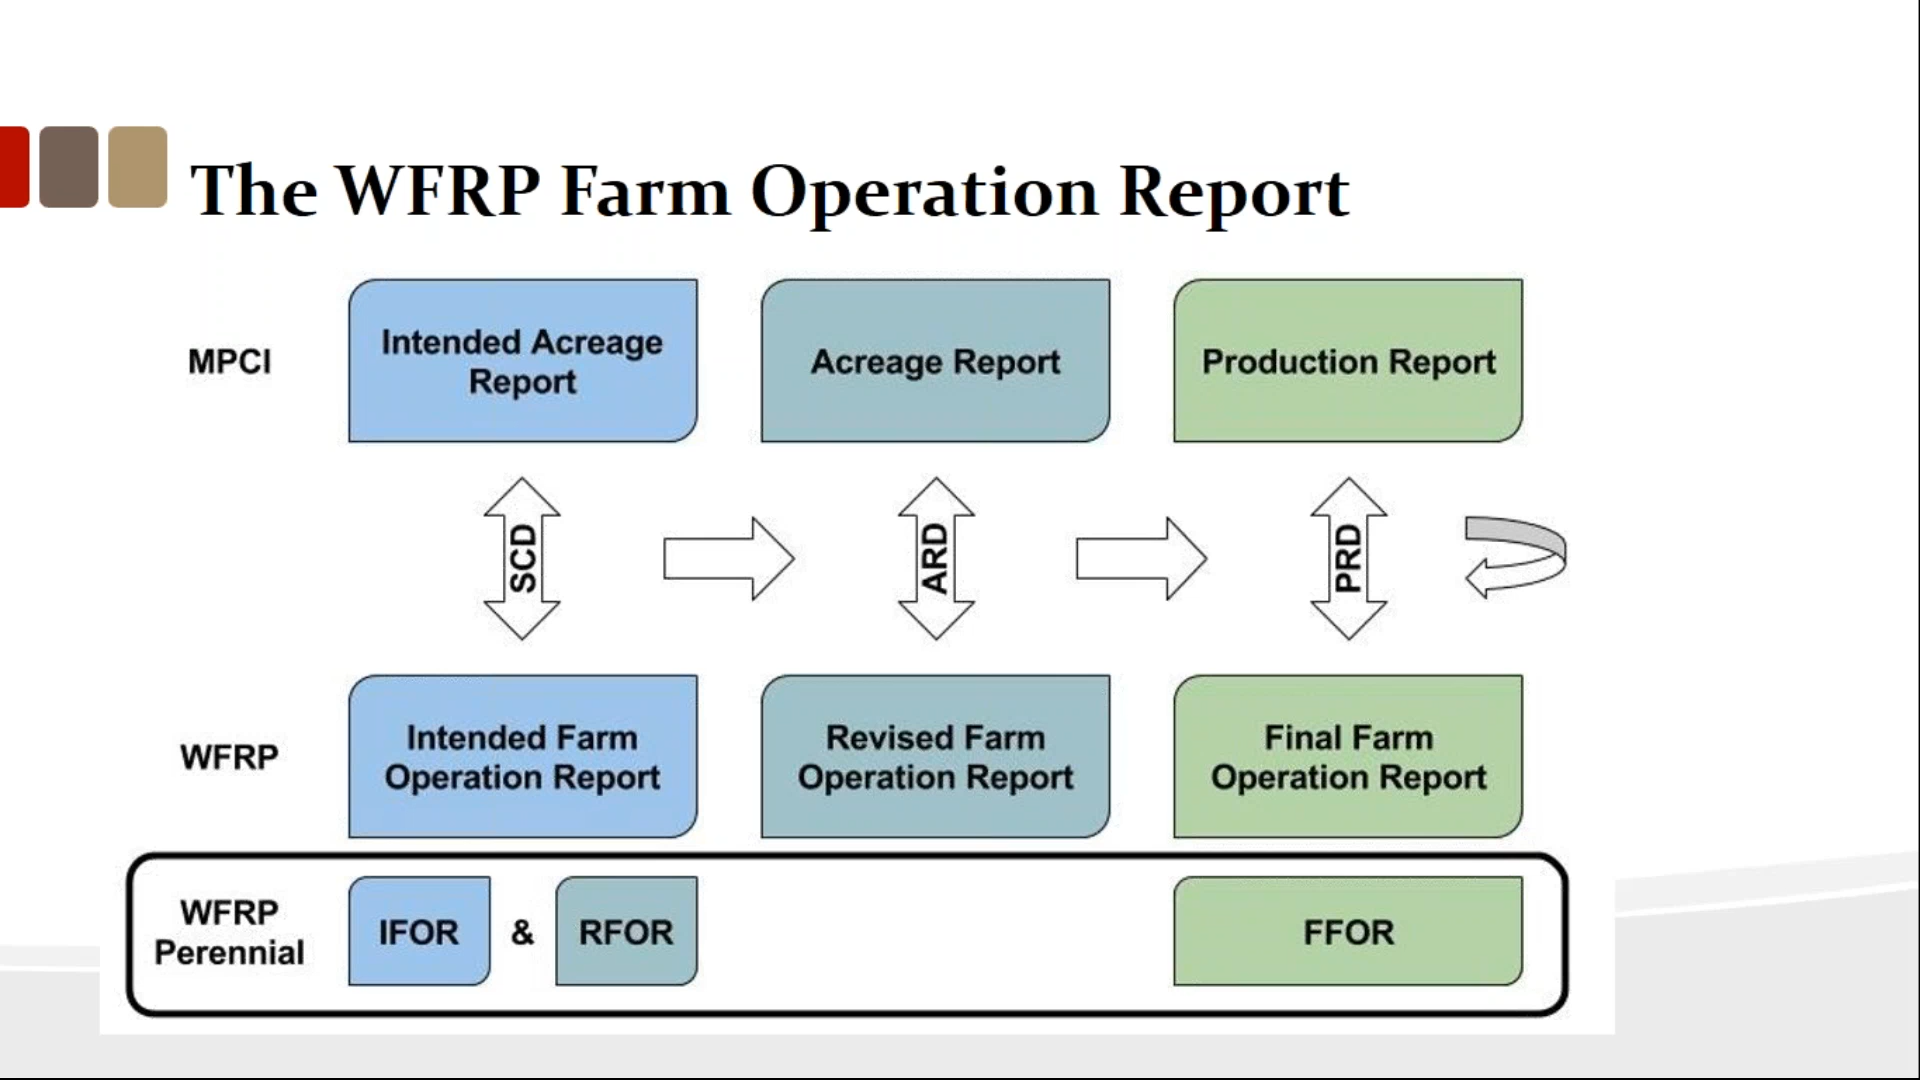 The WFRP Farm Operation Report
MPCI
Intended Acreage
Report
Acreage Report
Production Report
SCD
ARD
PRD
WFRP
Intended Farm
Operation Report
Revised Farm
Operation Report
Final Farm
Operation Report
WFRP
Perennial
IFOR
&
RFOR
FFOR